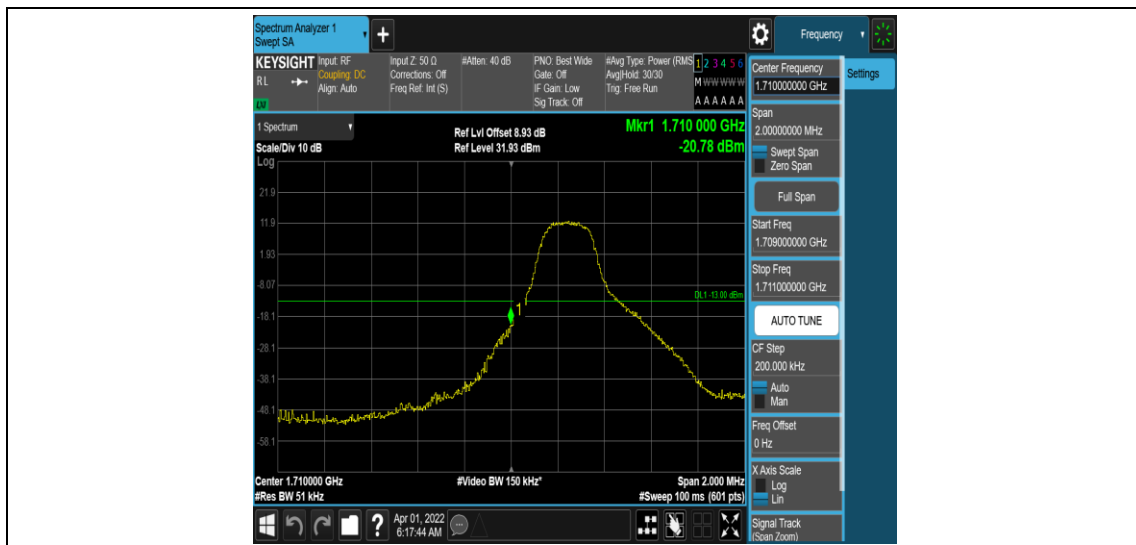 Spectrum Analyzer 1
Swept SA
+
Frequency
KEYSIGHT
RL
LXI
Input: RF
Coupling: DC
Align: Auto
Input Z: 50 Ω
Corrections: Off
Freq Ref: Int (S)
#Atten: 40 dB
PNO: Best Wide
Gate: Off
IF Gain: Low
Sig Track: Off
#Avg Type: Power (RMS
Avg|Hold: 30/30
Trig: Free Run
1 2 3 4 5 6
M W W W W W
A A A A A A
1 Spectrum
Scale/Div 10 dB
Log
Ref Lvl Offset 8.93 dB
Ref Level 31.93 dBm
Mkr1 1.710 000 GHz
-20.78 dBm
21.9
11.9
1.93
-8.07
-18.1
-28.1
-38.1
-48.1
-58.1
DL1 -13.00 dBm
1
Center 1.710000 GHz
#Res BW 51 kHz
#Video BW 150 kHz*
Span 2.000 MHz
#Sweep 100 ms (601 pts)
?
Apr 01, 2022
6:17:44 AM
Center Frequency
1.710000000 GHz
Settings
Span
2.00000000 MHz
Swept Span
Zero Span
Full Span
Start Freq
1.709000000 GHz
Stop Freq
1.711000000 GHz
AUTO TUNE
CF Step
200.000 kHz
Auto
Man
Freq Offset
0 Hz
X Axis Scale
Log
Lin
Signal Track
(Span Zoom)